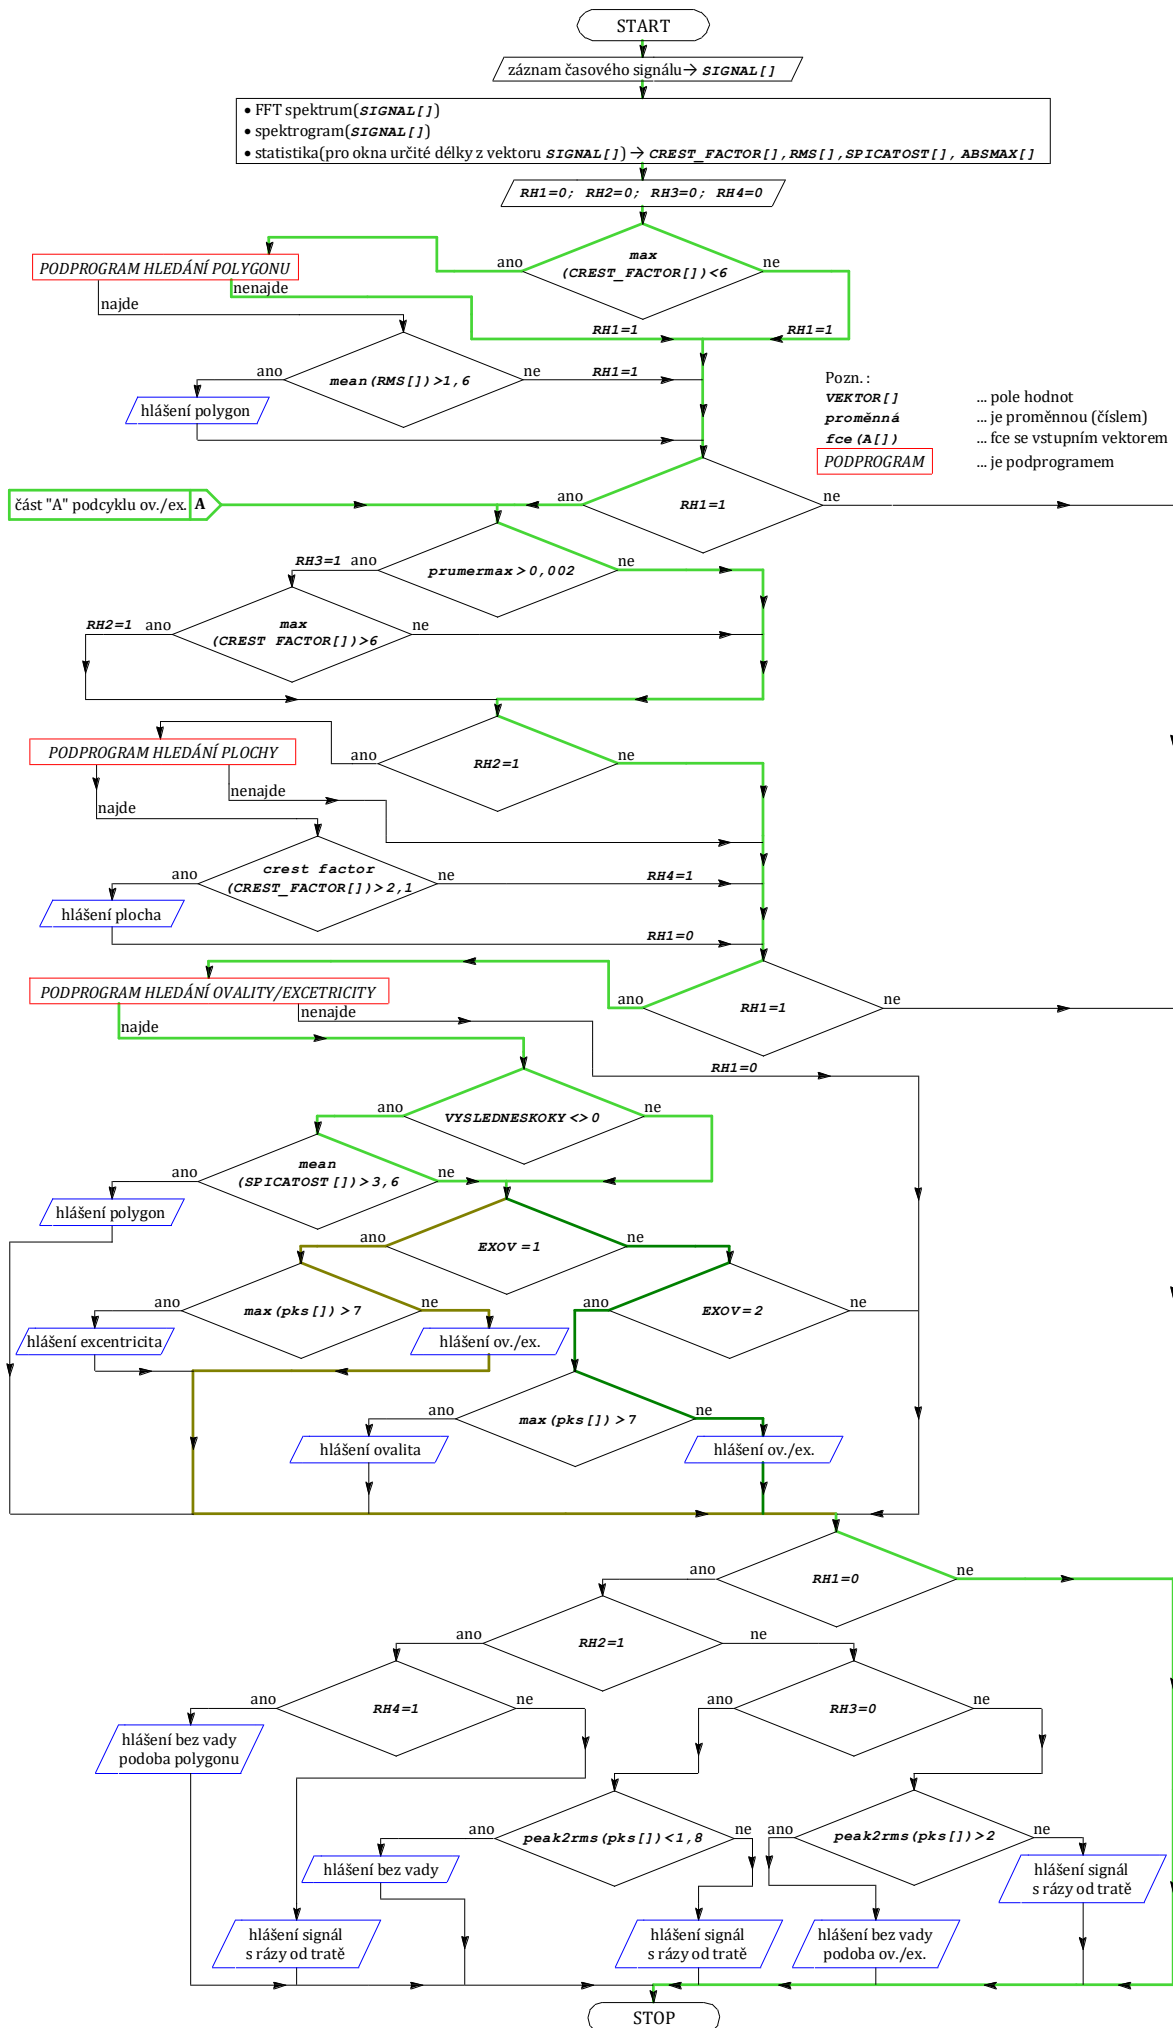 START
záznam časového signálu→ SIGNAL[]
• FFT spektrum(SIGNAL[])
• spektrogram(SIGNAL[])
• statistika(pro okna určité délky z vektoru SIGNAL[]) → CREST_FACTOR[],RMS[],SPICATOST[], ABSMAX[]
RH1=0; RH2=0; RH3=0; RH4=0
max
(CREST_FACTOR[])<6
ano
ne
PODPROGRAM HLEDÁNÍ POLYGONU
nenajde
najde
RH1=1
RH1=1
mean(RMS[])>1,6
ano
ne
RH1=1
hlášení polygon
Pozn.:
VEKTOR[] ... pole hodnot
proměnná ... je proměnnou (číslem)
fce(A[]) ... fce se vstupním vektorem
PODPROGRAM ... je podprogramem
část "A" podcyklu ov./ex. A
ano
RH1=1
ne
RH3=1 ano
prumermax>0,002
ne
RH2=1 ano
max
(CREST FACTOR[])>6
ne
PODPROGRAM HLEDÁNÍ PLOCHY
ano
RH2=1
ne
nenajde
najde
ano
crest factor
(CREST_FACTOR[])>2,1
ne
RH4=1
hlášení plocha
RH1=0
PODPROGRAM HLEDÁNÍ OVALITY/EXCETRICITY
ano
RH1=1
ne
nenajde
najde
RH1=0
ano
VYSLEDNESKOKY<>0
ne
ano
mean
(SPICATOST[])>3,6
ne
hlášení polygon
ano
EXOV=1
ne
ano
max(pks[])>7
ne
ano
EXOV=2
ne
hlášení excentricita
hlášení ov./ex.
ano
max(pks[])>7
ne
hlášení ovalita
hlášení ov./ex.
ano
RH1=0
ne
ano
RH2=1
ne
ano
RH4=1
ne
ano
RH3=0
ne
hlášení bez vady
podoba polygonu
ano
peak2rms(pks[])<1,8
ne
ano
peak2rms(pks[])>2
ne
hlášení bez vady
hlášení signál
s rázy od tratě
hlášení signál
s rázy od tratě
hlášení signál
s rázy od tratě
hlášení bez vady
podoba ov./ex.
STOP